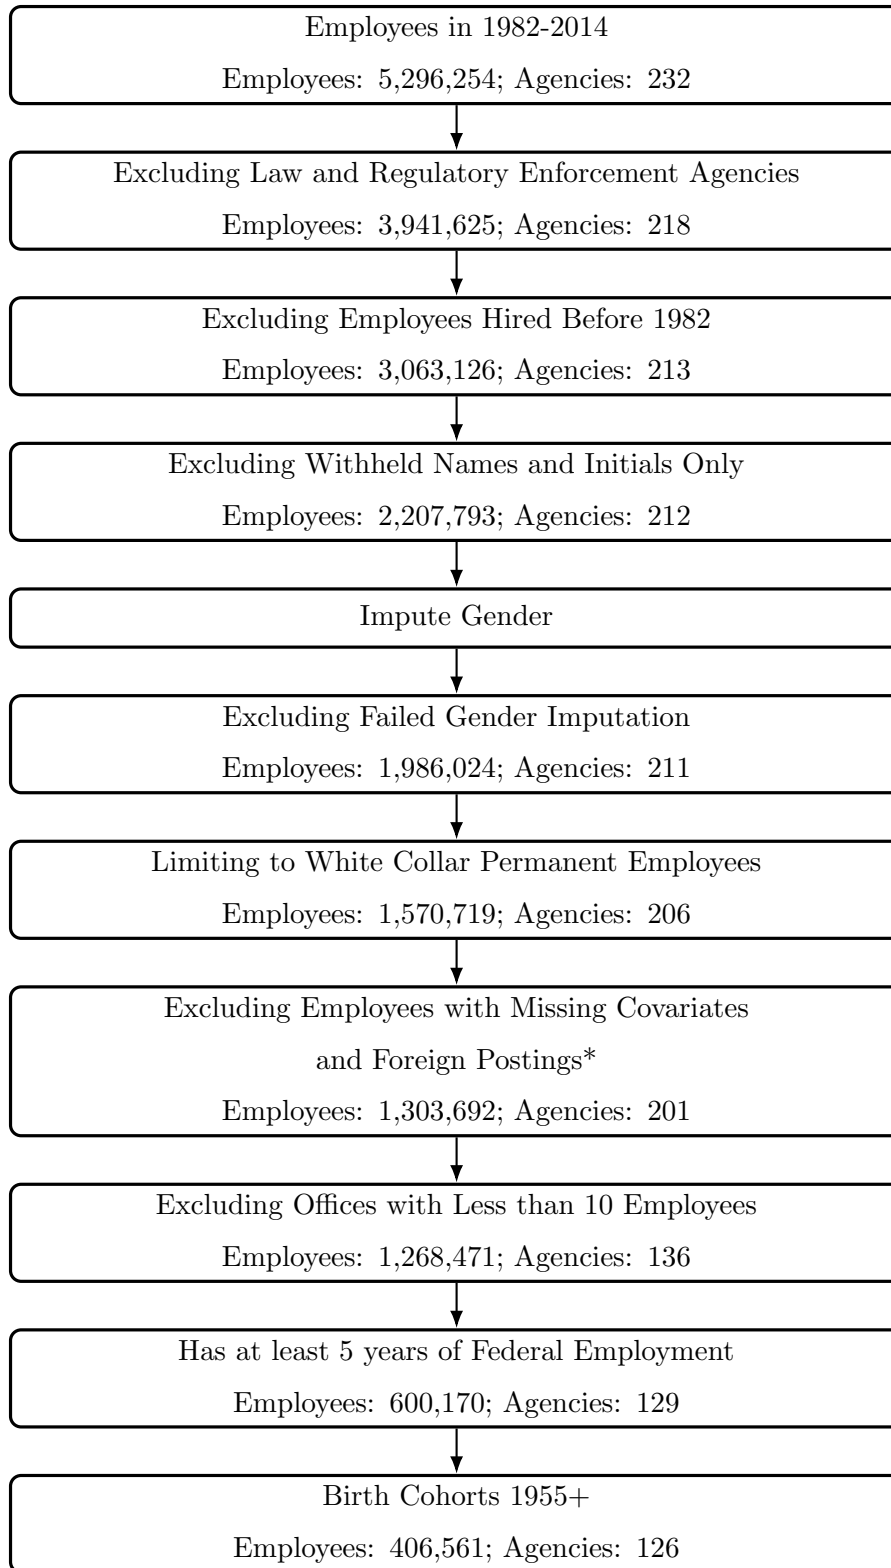 Employees in 1982-2014
Employees: 5,296,254; Agencies: 232
Excluding Law and Regulatory Enforcement Agencies
Employees: 3,941,625; Agencies: 218
Excluding Employees Hired Before 1982
Employees: 3,063,126; Agencies: 213
Excluding Withheld Names and Initials Only
Employees: 2,207,793; Agencies: 212
Impute Gender
Excluding Failed Gender Imputation
Employees: 1,986,024; Agencies: 211
Limiting to White Collar Permanent Employees
Employees: 1,570,719; Agencies: 206
Excluding Employees with Missing Covariates
and Foreign Postings*
Employees: 1,303,692; Agencies: 201
Excluding Offices with Less than 10 Employees
Employees: 1,268,471; Agencies: 136
Has at least 5 years of Federal Employment
Employees: 600,170; Agencies: 129
Birth Cohorts 1955+
Employees: 406,561; Agencies: 126